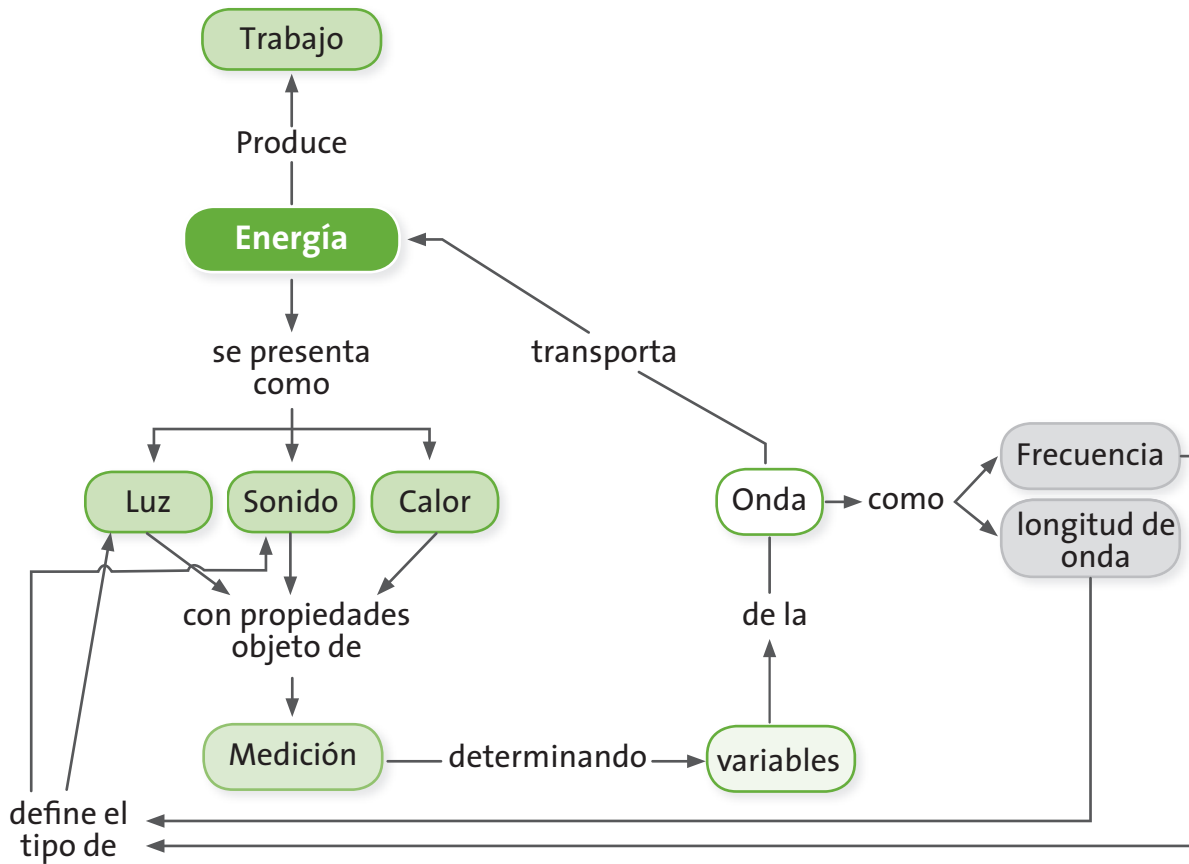 Trabajo
Produce
Energía
se presenta
como
transporta
Luz
Sonido
Calor
Onda
como
Frecuencia
longitud de
onda
con propiedades
objeto de
de la
Medición
determinando
variables
define el
tipo de